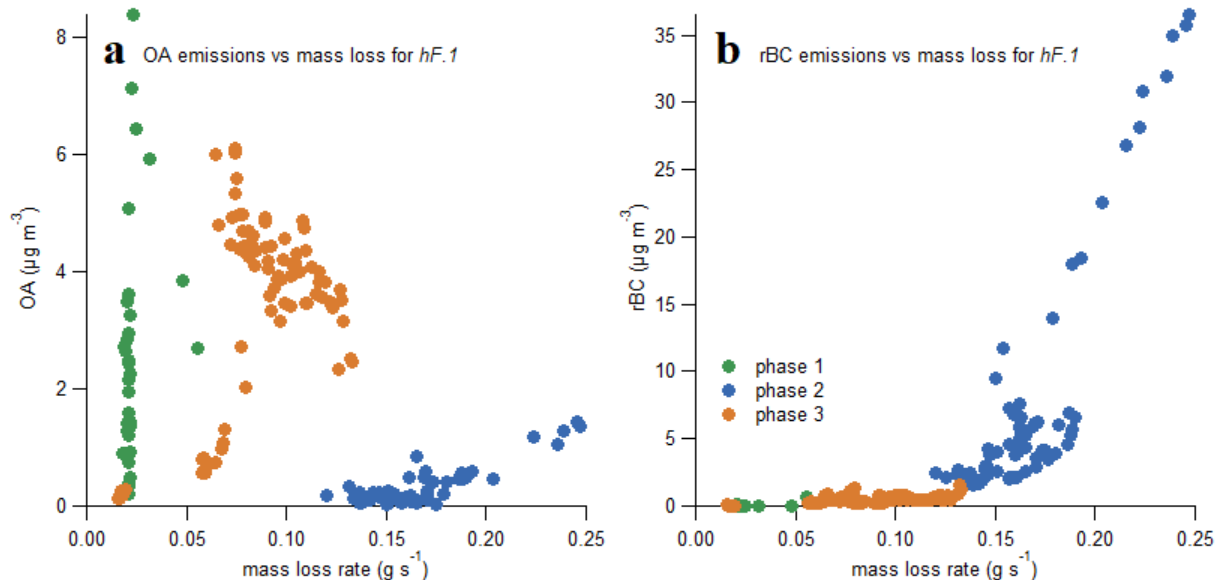 a OA emissions vs mass loss for hF.1
8
6
4
2
0
OA (µg m⁻³)
0.00 0.05 0.10 0.15 0.20 0.25
mass loss rate (g s⁻¹)
b rBC emissions vs mass loss for hF.1
35
30
25
20
15
10
5
0
rBC (µg m⁻³)
phase 1
phase 2
phase 3
0.00 0.05 0.10 0.15 0.20 0.25
mass loss rate (g s⁻¹)